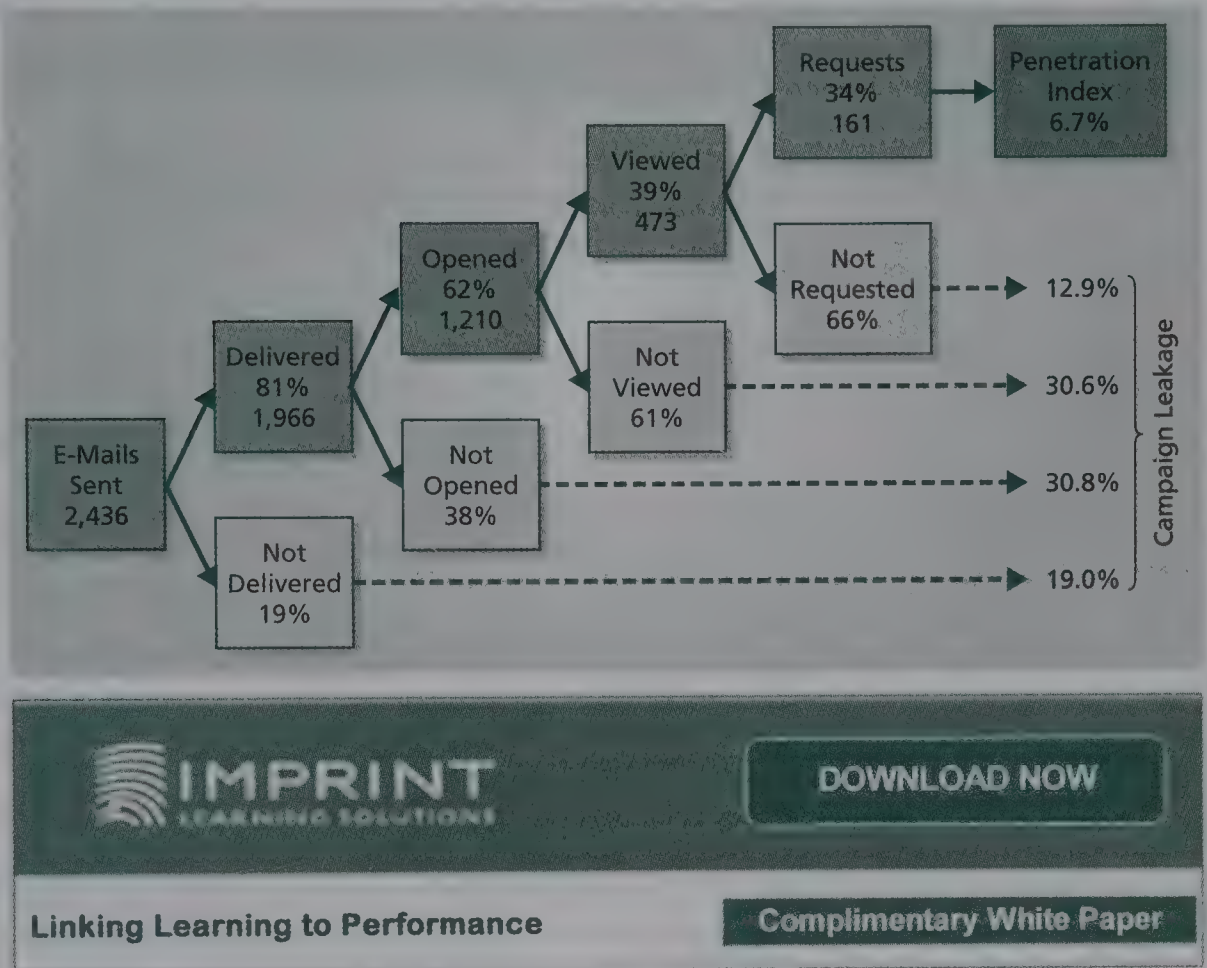 Requests
34%
161
Penetration
Index
6.7%
Viewed
39%
473
Opened
62%
1,210
Not
Requested
66%
12.9%
Delivered
81%
1,966
Not
Viewed
61%
30.6%
E-Mails
Sent
2,436
Not
Opened
38%
30.8%
Not
Delivered
19%
19.0%
Campaign Leakage
IMPRINT
LEARNING SOLUTIONS
DOWNLOAD NOW
Linking Learning to Performance
Complimentary White Paper